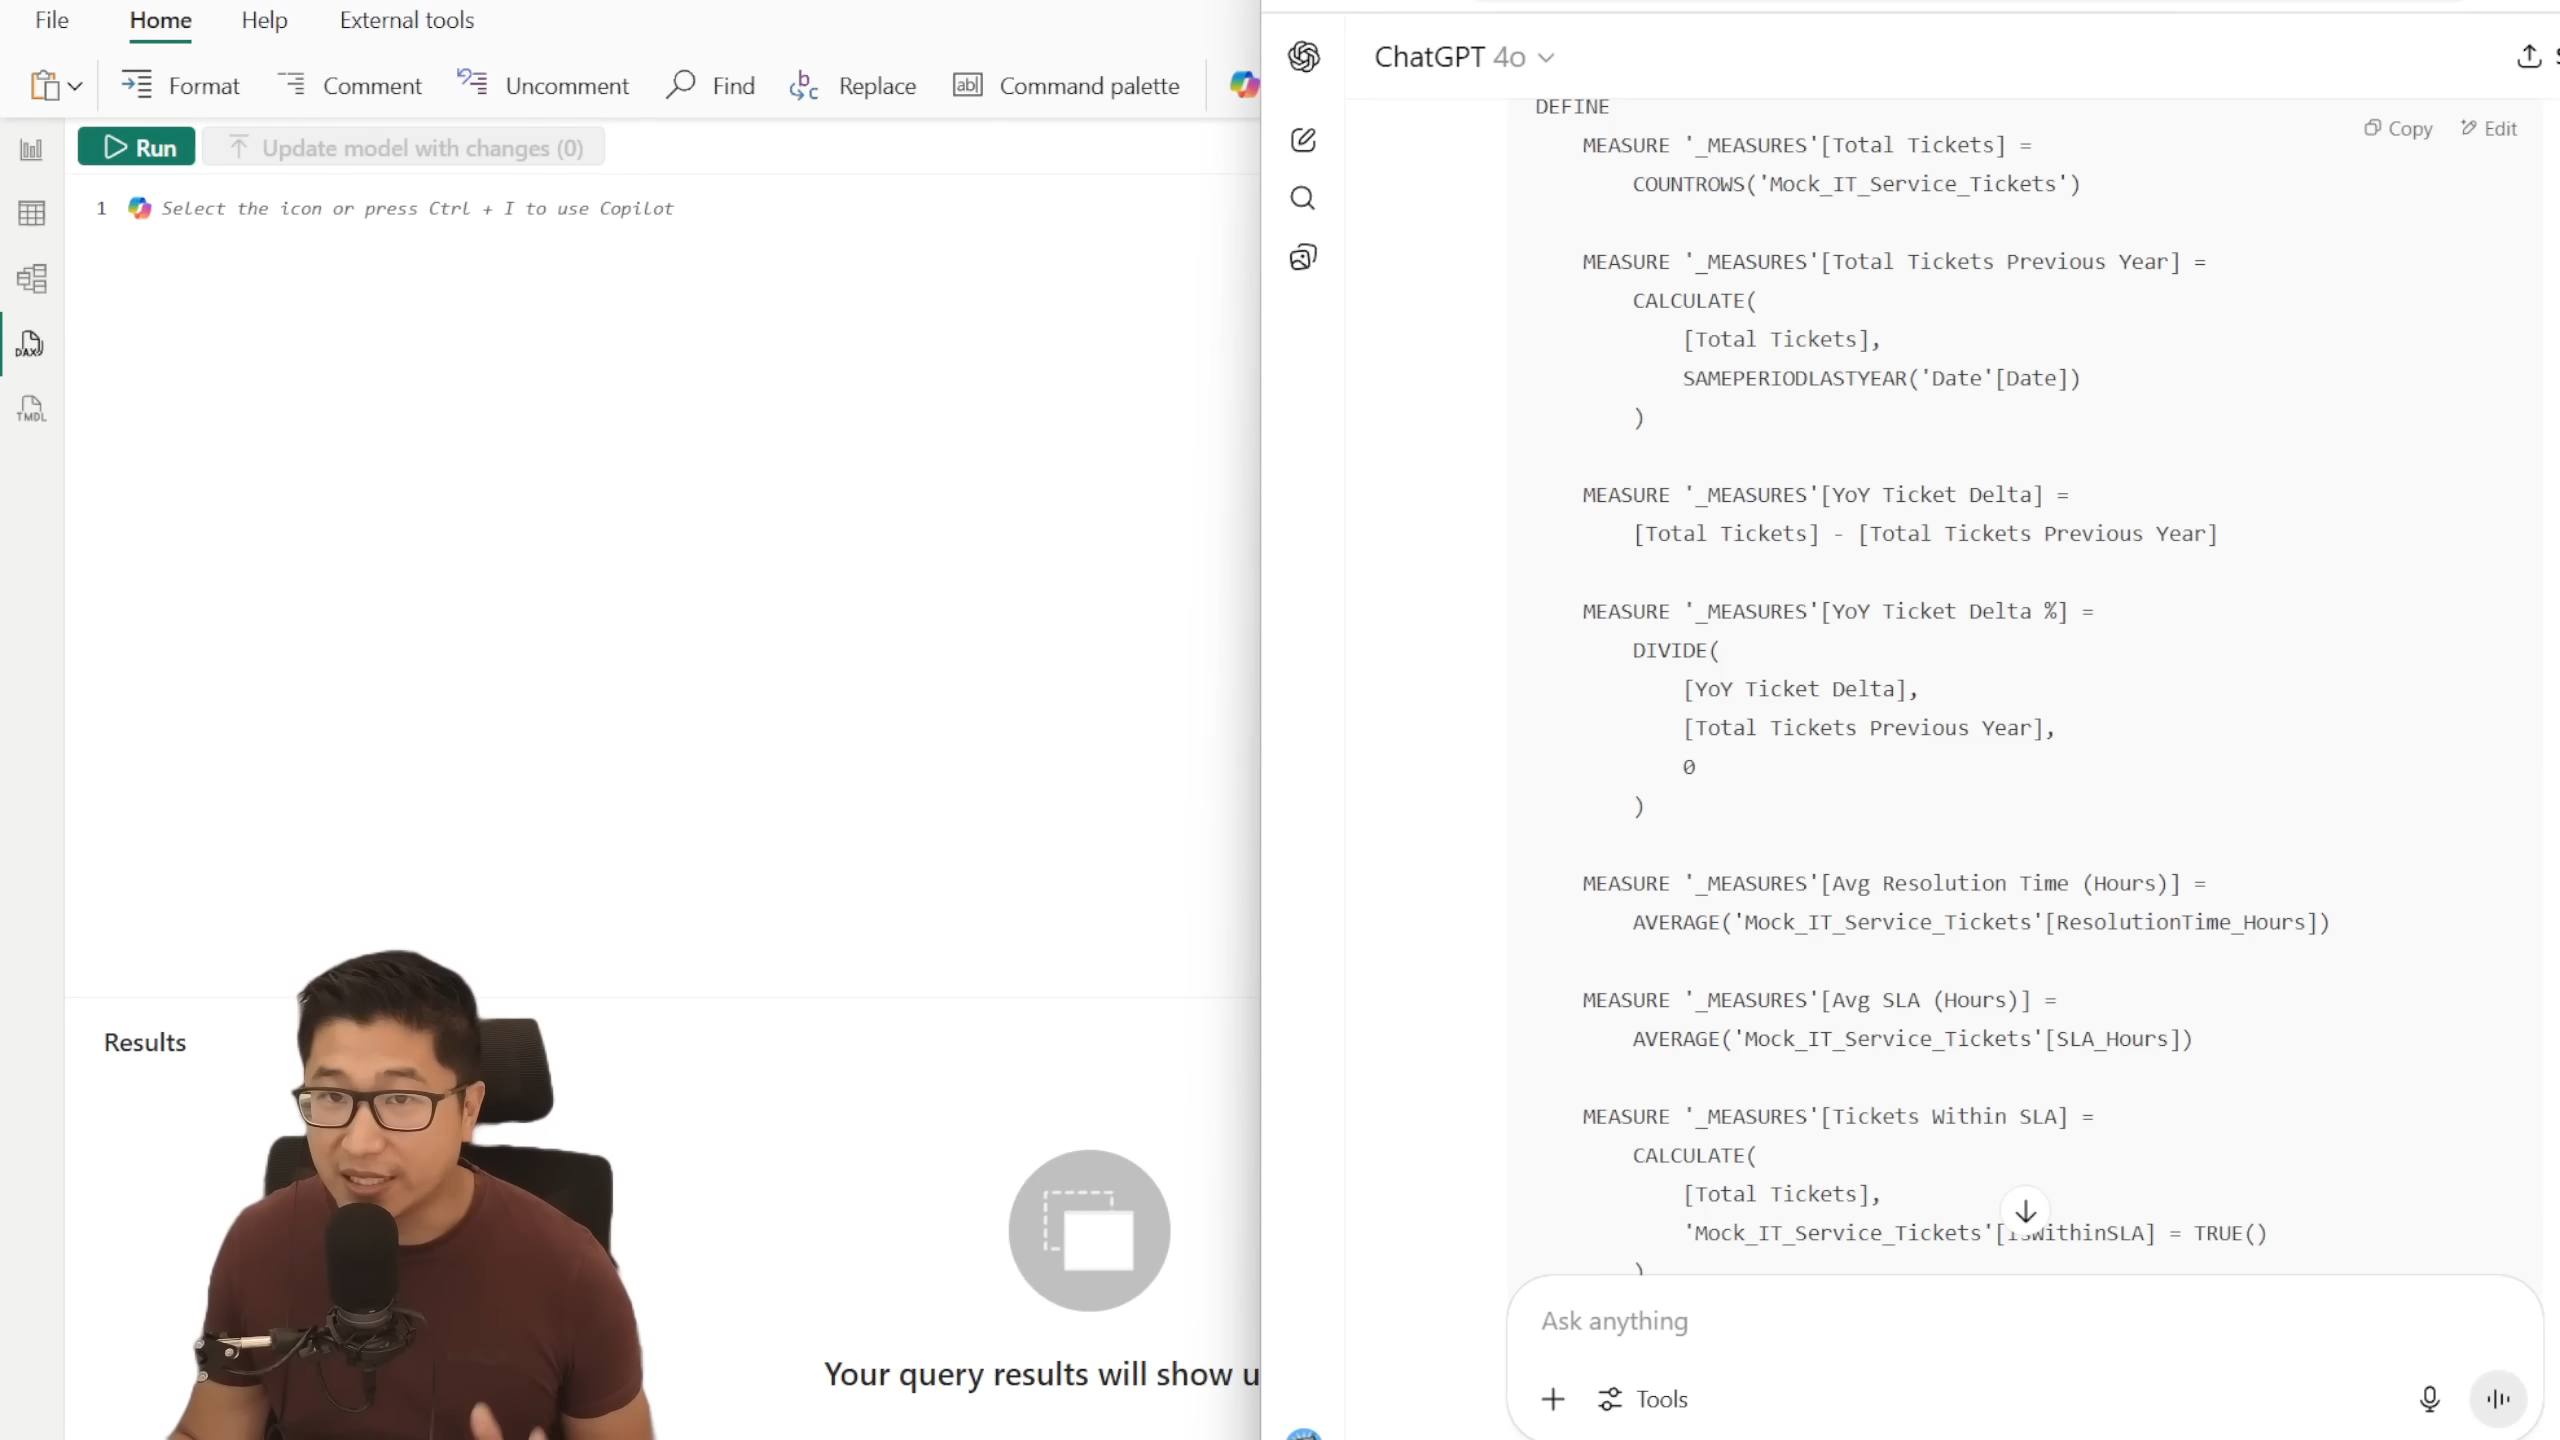 File Home Help External tools
Format Comment Uncomment Find Replace Command palette
Run Update model with changes (0)
1 Select the icon or press Ctrl + I to use Copilot
DAX
TMDL
Results
Your query results will show u
ChatGPT 4o
Copy Edit
DEFINE
MEASURE '_MEASURES'[Total Tickets] =
COUNTROWS('Mock_IT_Service_Tickets')
MEASURE '_MEASURES'[Total Tickets Previous Year] =
CALCULATE(
[Total Tickets],
SAMEPERIODLASTYEAR('Date'[Date])
)
MEASURE '_MEASURES'[YoY Ticket Delta] =
[Total Tickets] - [Total Tickets Previous Year]
MEASURE '_MEASURES'[YoY Ticket Delta %] =
DIVIDE(
[YoY Ticket Delta],
[Total Tickets Previous Year],
0
)
MEASURE '_MEASURES'[Avg Resolution Time (Hours)] =
AVERAGE('Mock_IT_Service_Tickets'[ResolutionTime_Hours])
MEASURE '_MEASURES'[Avg SLA (Hours)] =
AVERAGE('Mock_IT_Service_Tickets'[SLA_Hours])
MEASURE '_MEASURES'[Tickets Within SLA] =
CALCULATE(
[Total Tickets],
'Mock_IT_Service_Tickets'[IsWithinSLA] = TRUE()
)
Ask anything
Tools